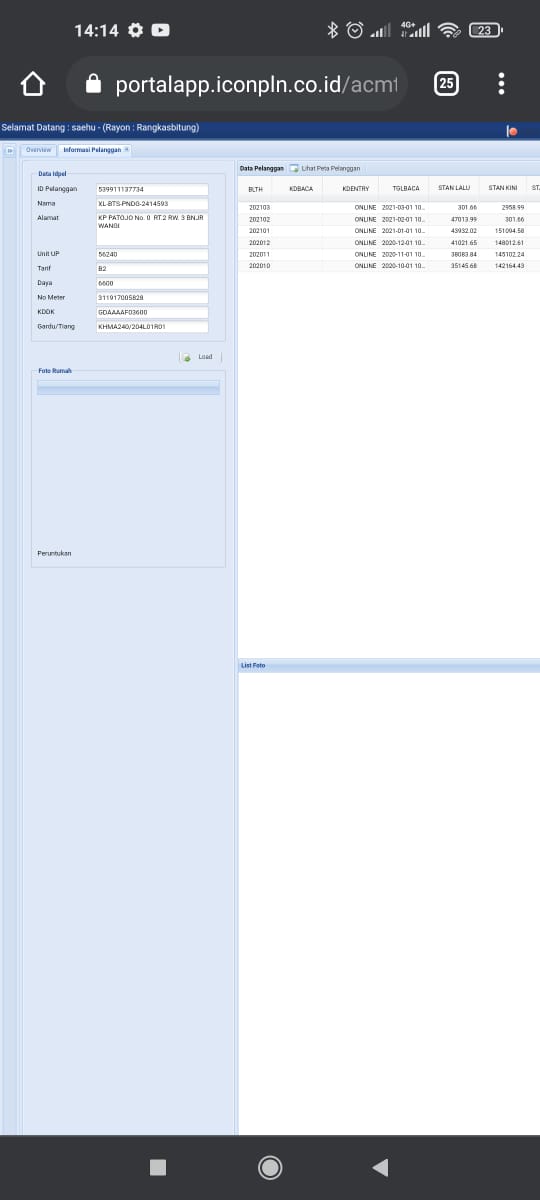 14:14 4G+ 23
portalapp.iconpln.co.id/acmt 25
Selamat Datang : saehu - (Rayon : Rangkasbitung)
Overview Informasi Pelanggan
Data Idpel
ID Pelanggan 539911137734
Nama XL-BTS-PNDG-2414593
Alamat KP PATOJO No. 0 RT.2 RW. 3 BNJR
WANGI
Unit UP 56240
Tarif B2
Daya 6600
No Meter 311917005828
KDDK GDAAAAF03600
Gardu/Tiang KHMA240/204L01R01
Load
Foto Rumah
Peruntukan
Data Pelanggan Lihat Peta Pelanggan
BLTH KDBACA KDENTRY TGLBACA STAN LALU STAN KINI ST
202103 ONLINE 2021-03-01 10... 301.66 2958.99
202102 ONLINE 2021-02-01 10... 47013.99 301.66
202101 ONLINE 2021-01-01 10... 43932.02 151094.58
202012 ONLINE 2020-12-01 10... 41021.65 148012.61
202011 ONLINE 2020-11-01 10... 38083.84 145102.24
202010 ONLINE 2020-10-01 10... 35145.68 142164.43
List Foto